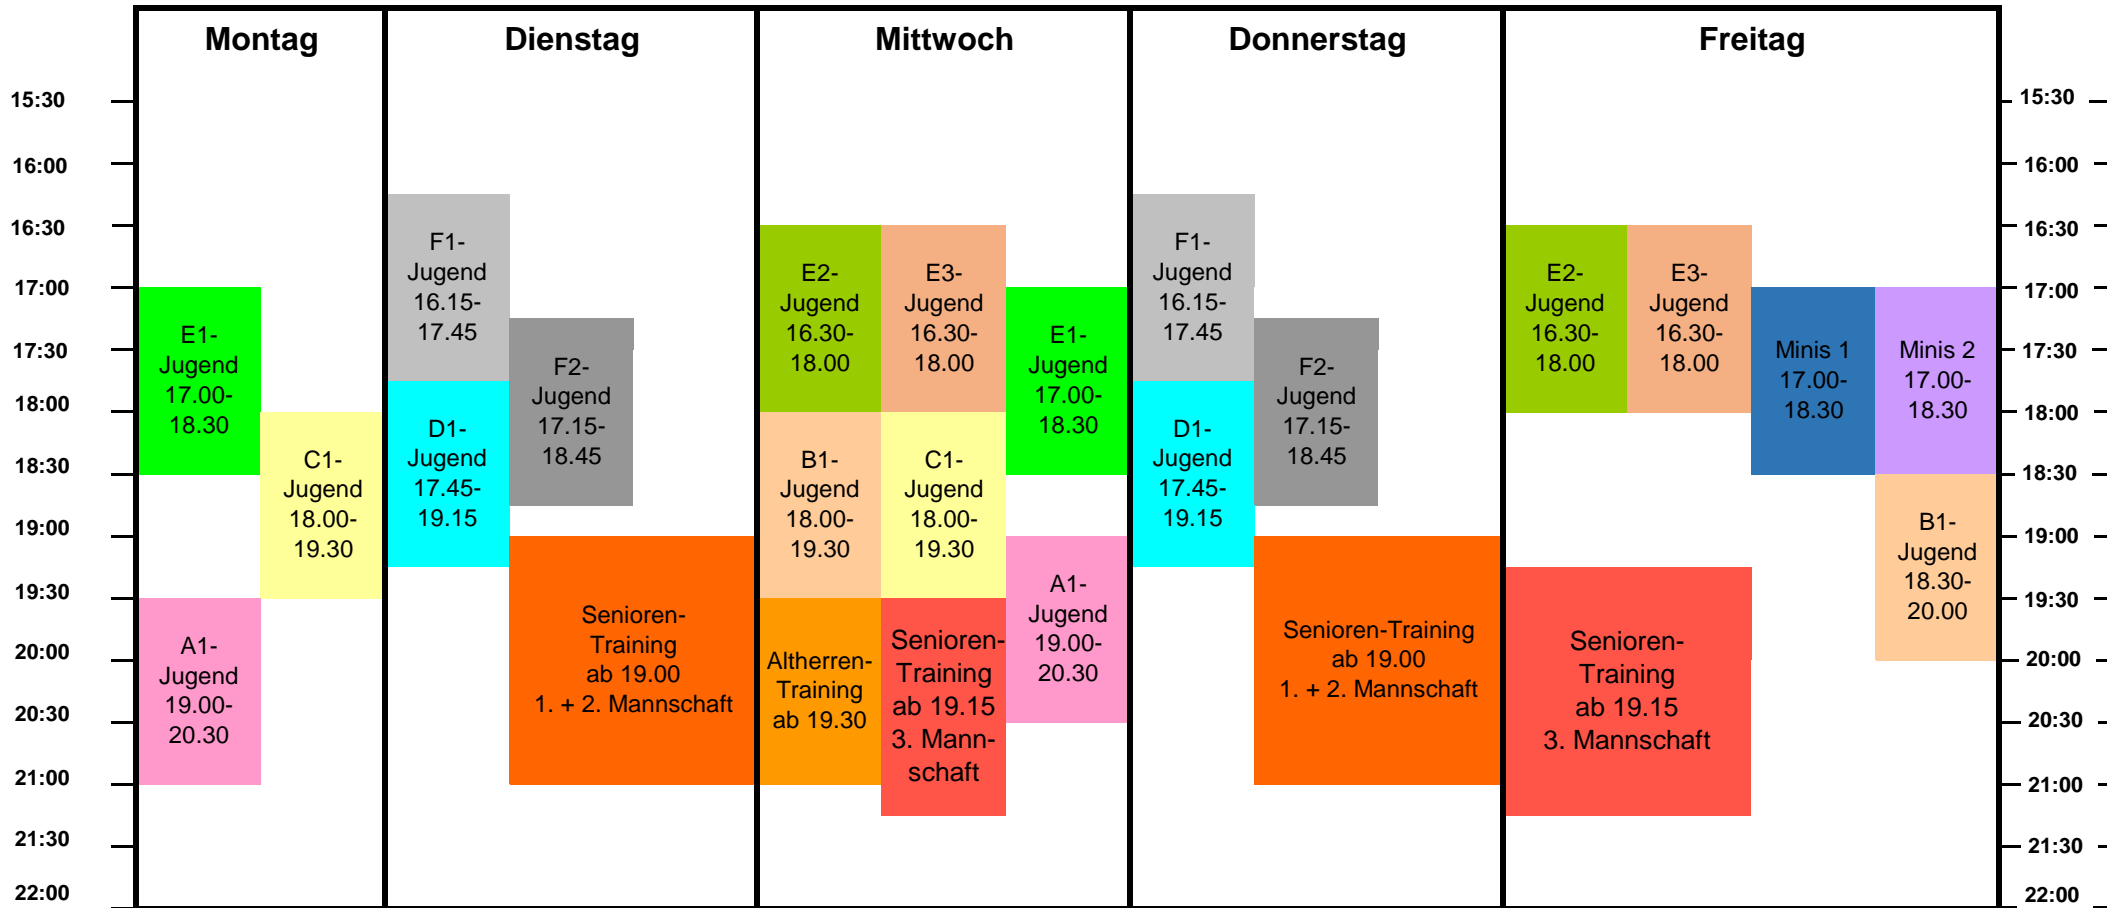 Montag
Dienstag
Mittwoch
Donnerstag
Freitag
15:30
16:00
16:30
17:00
17:30
18:00
18:30
19:00
19:30
20:00
20:30
21:00
21:30
22:00
E1-
Jugend
17.00-
18.30
C1-
Jugend
18.00-
19.30
A1-
Jugend
19.00-
20.30
F1-
Jugend
16.15-
17.45
F2-
Jugend
17.15-
18.45
D1-
Jugend
17.45-
19.15
Senioren-
Training
ab 19.00
1. + 2. Mannschaft
E2-
Jugend
16.30-
18.00
E3-
Jugend
16.30-
18.00
E1-
Jugend
17.00-
18.30
B1-
Jugend
18.00-
19.30
C1-
Jugend
18.00-
19.30
A1-
Jugend
19.00-
20.30
Altherren-
Training
ab 19.30
Senioren-
Training
ab 19.15
3. Mann-
schaft
F1-
Jugend
16.15-
17.45
F2-
Jugend
17.15-
18.45
D1-
Jugend
17.45-
19.15
Senioren-Training
ab 19.00
1. + 2. Mannschaft
E2-
Jugend
16.30-
18.00
E3-
Jugend
16.30-
18.00
Minis 1
17.00-
18.30
Minis 2
17.00-
18.30
B1-
Jugend
18.30-
20.00
Senioren-
Training
ab 19.15
3. Mannschaft
15:30
16:00
16:30
17:00
17:30
18:00
18:30
19:00
19:30
20:00
20:30
21:00
21:30
22:00